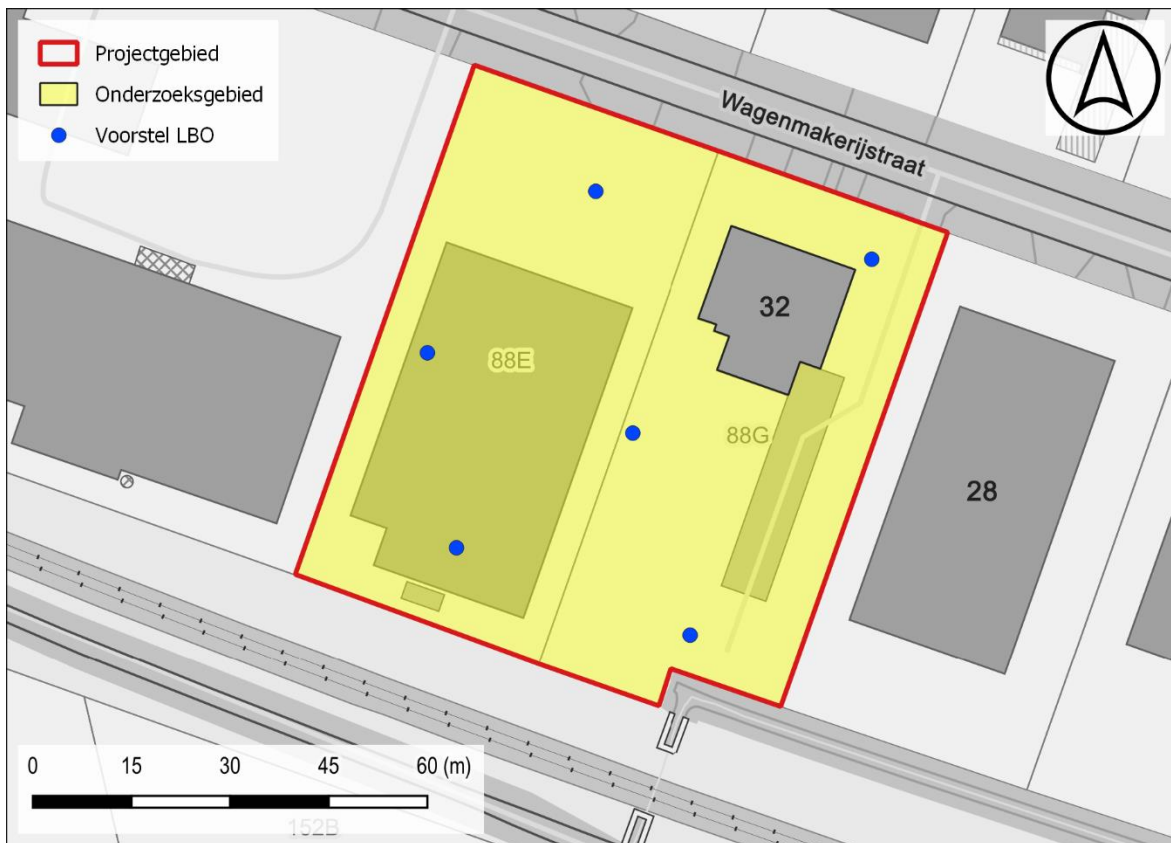 Projectgebied
Onderzoeksgebied
Voorstel LBO
Wagenmakerijstraat
32
88E
88G
28
0 15 30 45 60 (m)
152B